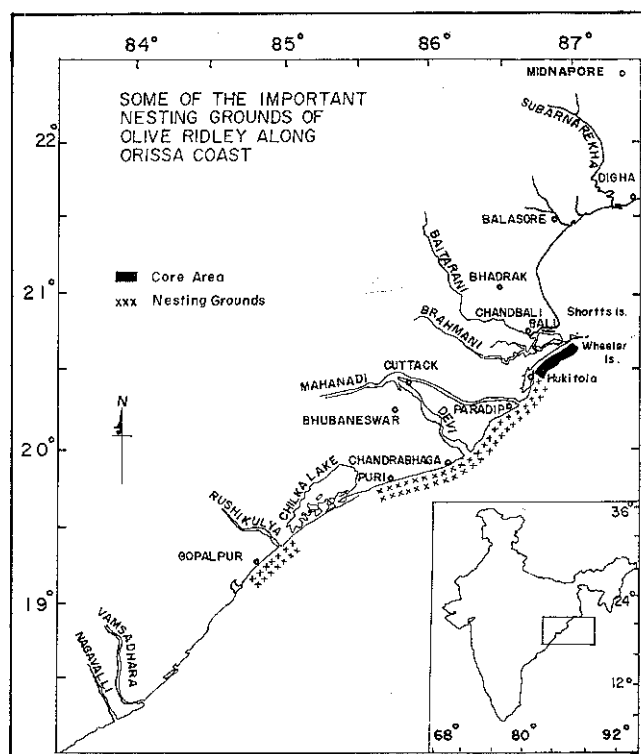 84°
85°
86°
87°
MIDNAPORE
SOME OF THE IMPORTANT
NESTING GROUNDS OF
OLIVE RIDLEY ALONG
ORISSA COAST
SUBARNAREKHA
22°
DIGHA
BALASORE
BAITARANI
BHADRAK
Core Area
Nesting Grounds
21°
CHANDBALI
BALI
Shortts is.
BRAHMANI
Wheeler
Is.
Hukitola
CUTTACK
MAHANADI
PARADIP
DEVI
BHUBANESWAR
N
20°
CHANDRABHAGA
PURI
CHILKA LAKE
RUSHIKULYA
GOPALPUR
19°
VAMSADHARA
NAGAVALLI
36°
24°
12°
68°
80°
92°